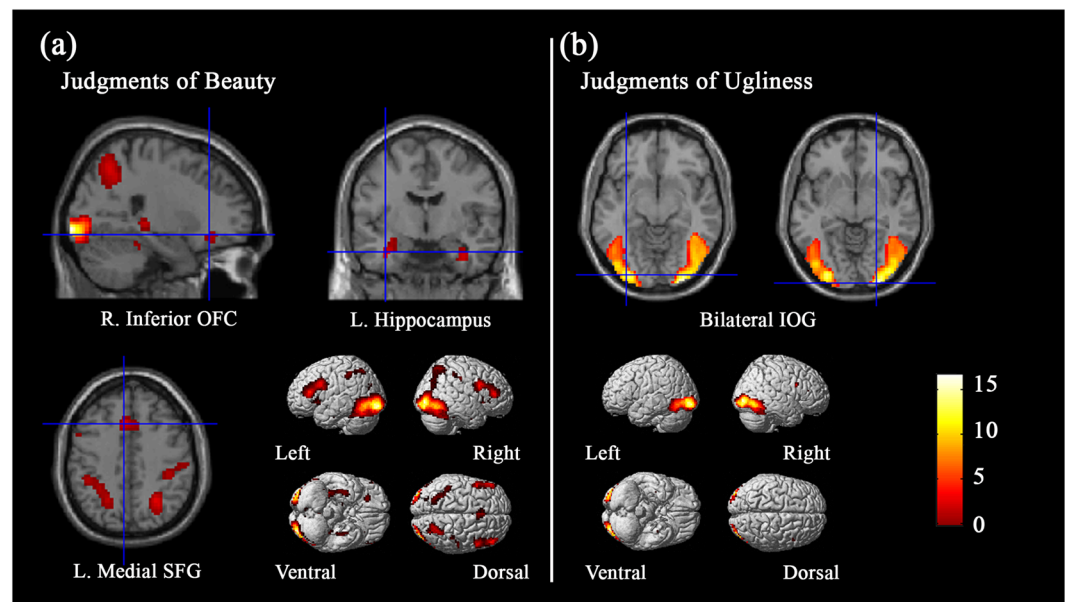 (a)
Judgments of Beauty
R. Inferior OFC
L. Hippocampus
L. Medial SFG
Left
Right
Ventral
Dorsal
(b)
Judgments of Ugliness
Bilateral IOG
Left
Right
Ventral
Dorsal
15
10
5
0